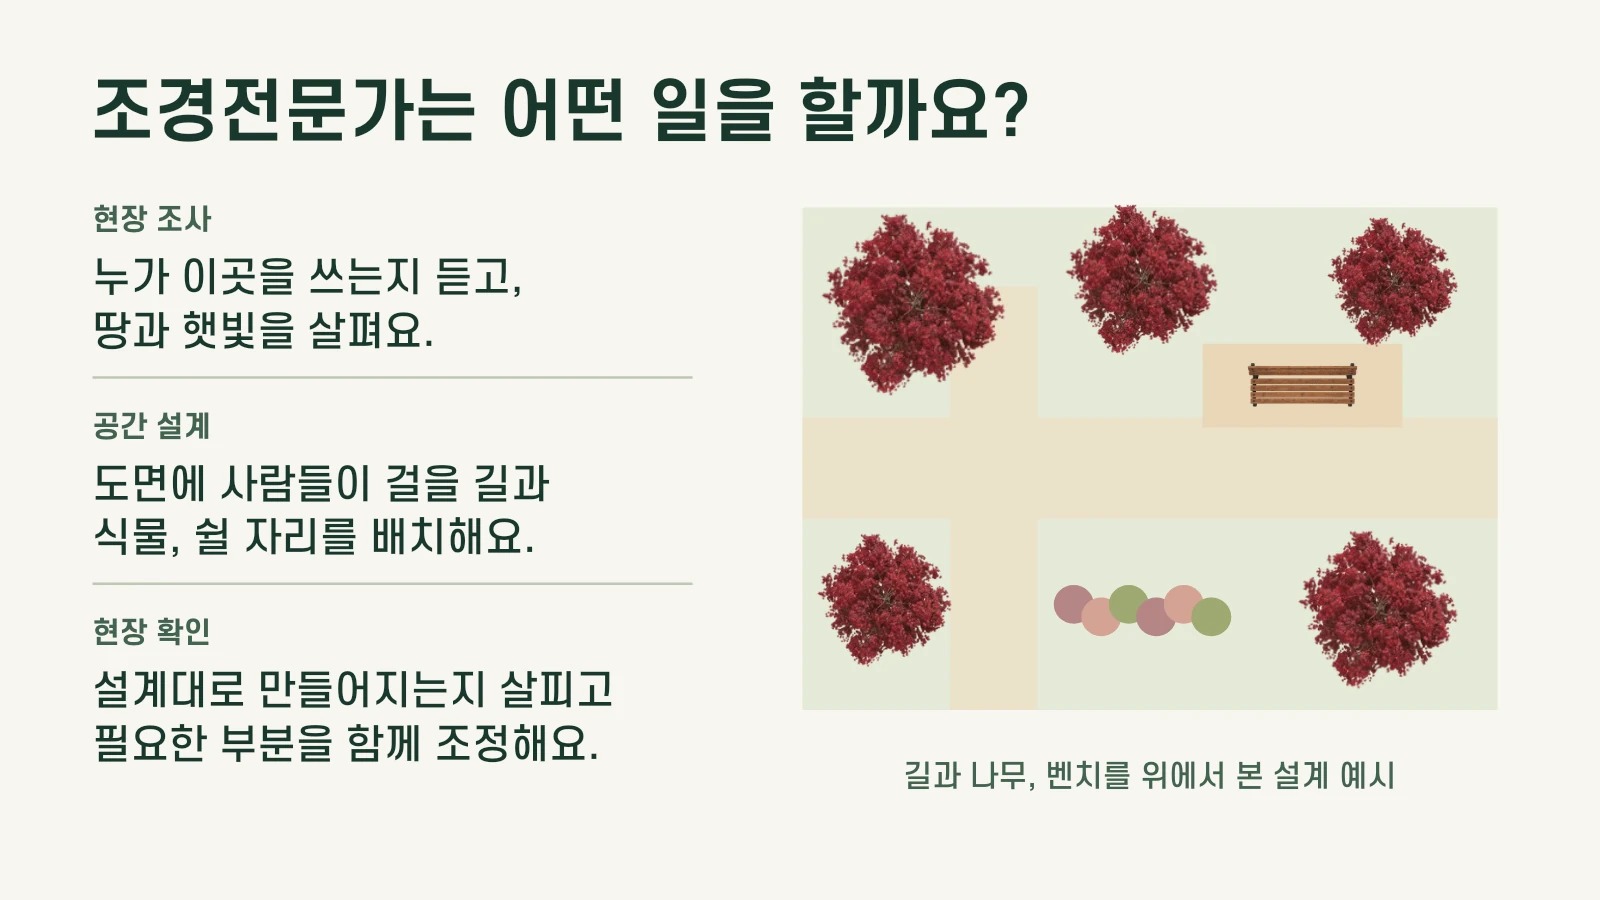 조경전문가는 어떤 일을 할까요?
현장 조사
누가 이곳을 쓰는지 듣고,
땅과 햇빛을 살펴요.
공간 설계
도면에 사람들이 걸을 길과
식물, 쉴 자리를 배치해요.
현장 확인
설계대로 만들어지는지 살피고
필요한 부분을 함께 조정해요.
길과 나무, 벤치를 위에서 본 설계 예시